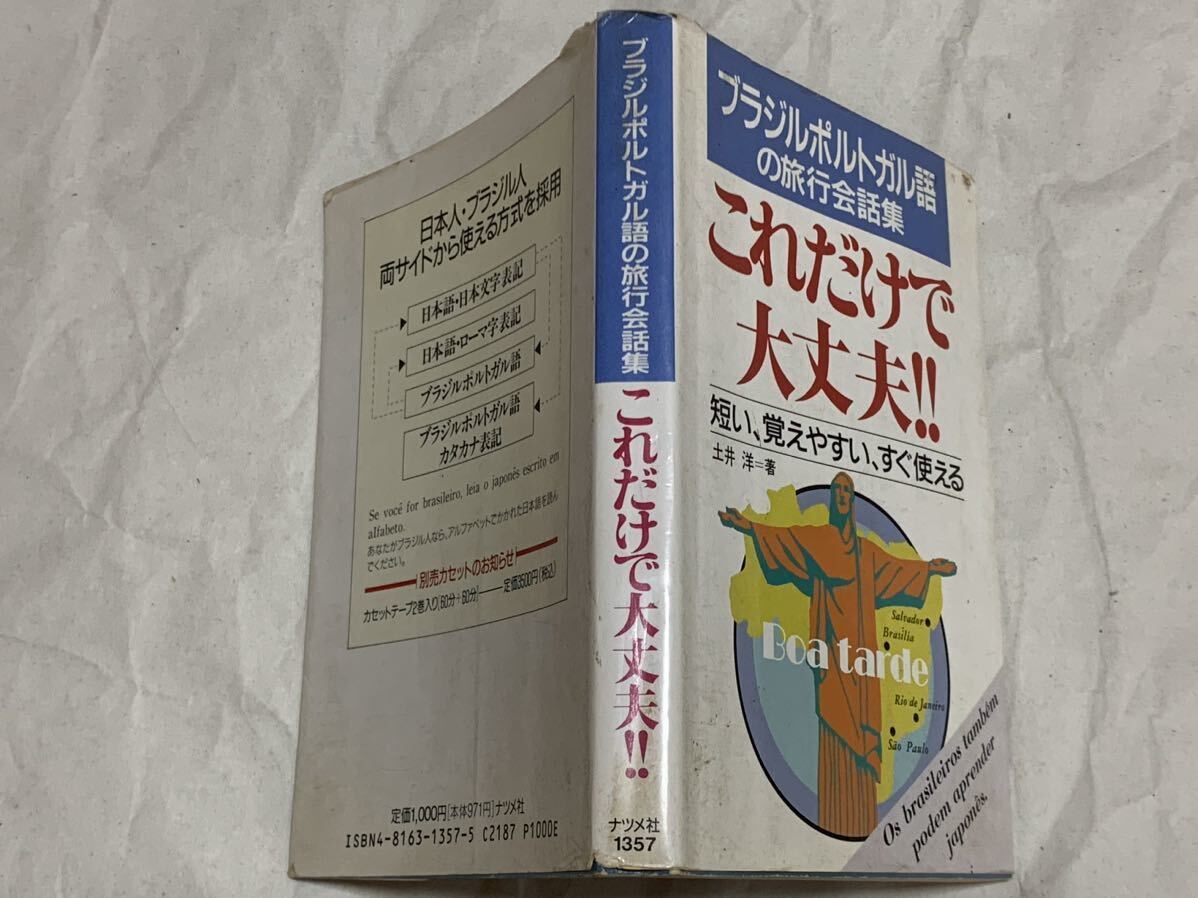 日本人・ブラジル人
両サイドから使える方式を採用
日本語・日本文字表記
日本語・ローマ字表記
ブラジルポルトガル語
ブラジルポルトガル語
カタカナ表記
Se você for brasileiro, leia o japonês escrito em
alfabeto.
あなたがブラジル人なら、アルファベットでかかれた日本語を読ん
でください。
別売カセットのお知らせ
カセットテープ2巻入り[60分+60分]――定価3500円(税込)
定価1,000円[本体971円]ナツメ社
ISBN4-8163-1357-5 C2187 P1000E
ブラジルポルトガル語の旅行会話集 これだけで大丈夫!!
ナツメ社
1357
ブラジルポルトガル語
の旅行会話集
これだけで
大丈夫!!
短い、覚えやすい、すぐ使える
土井 洋=著
Salvador
Brasília
Boa tarde
Rio de Janeiro
São Paulo
Os brasileiros também
podem aprender
japonês.